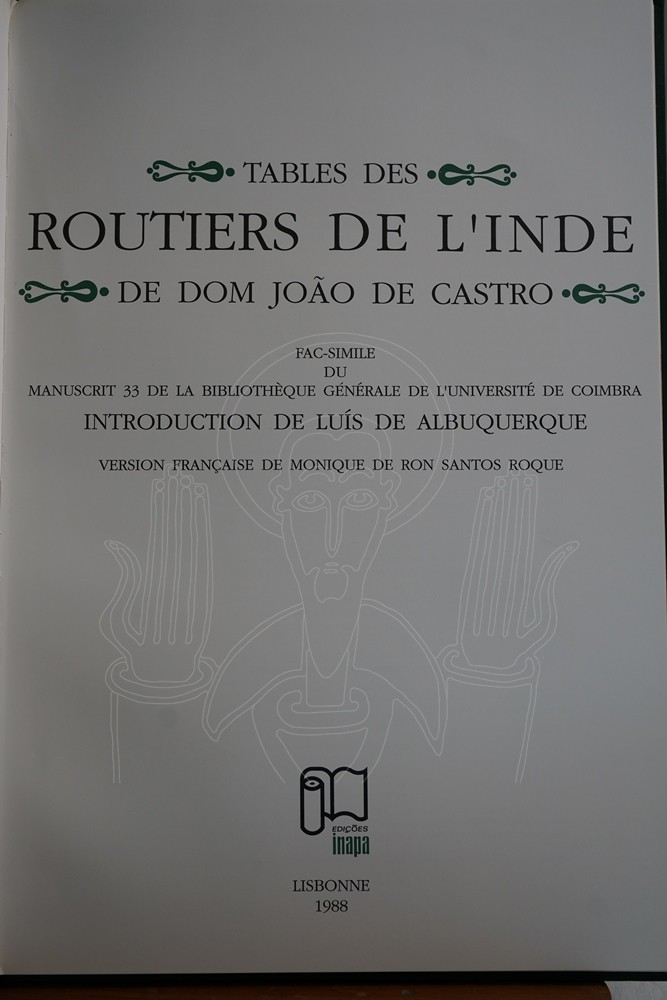 TABLES DES
ROUTIERS DE L'INDE
DE DOM JOÃO DE CASTRO
FAC-SIMILE
DU
MANUSCRIT 33 DE LA BIBLIOTHÈQUE GÉNÉRALE DE L'UNIVERSITÉ DE COIMBRA
INTRODUCTION DE LUÍS DE ALBUQUERQUE
VERSION FRANÇAISE DE MONIQUE DE RON SANTOS ROQUE
EDIÇÕES
inapa
LISBONNE
1988